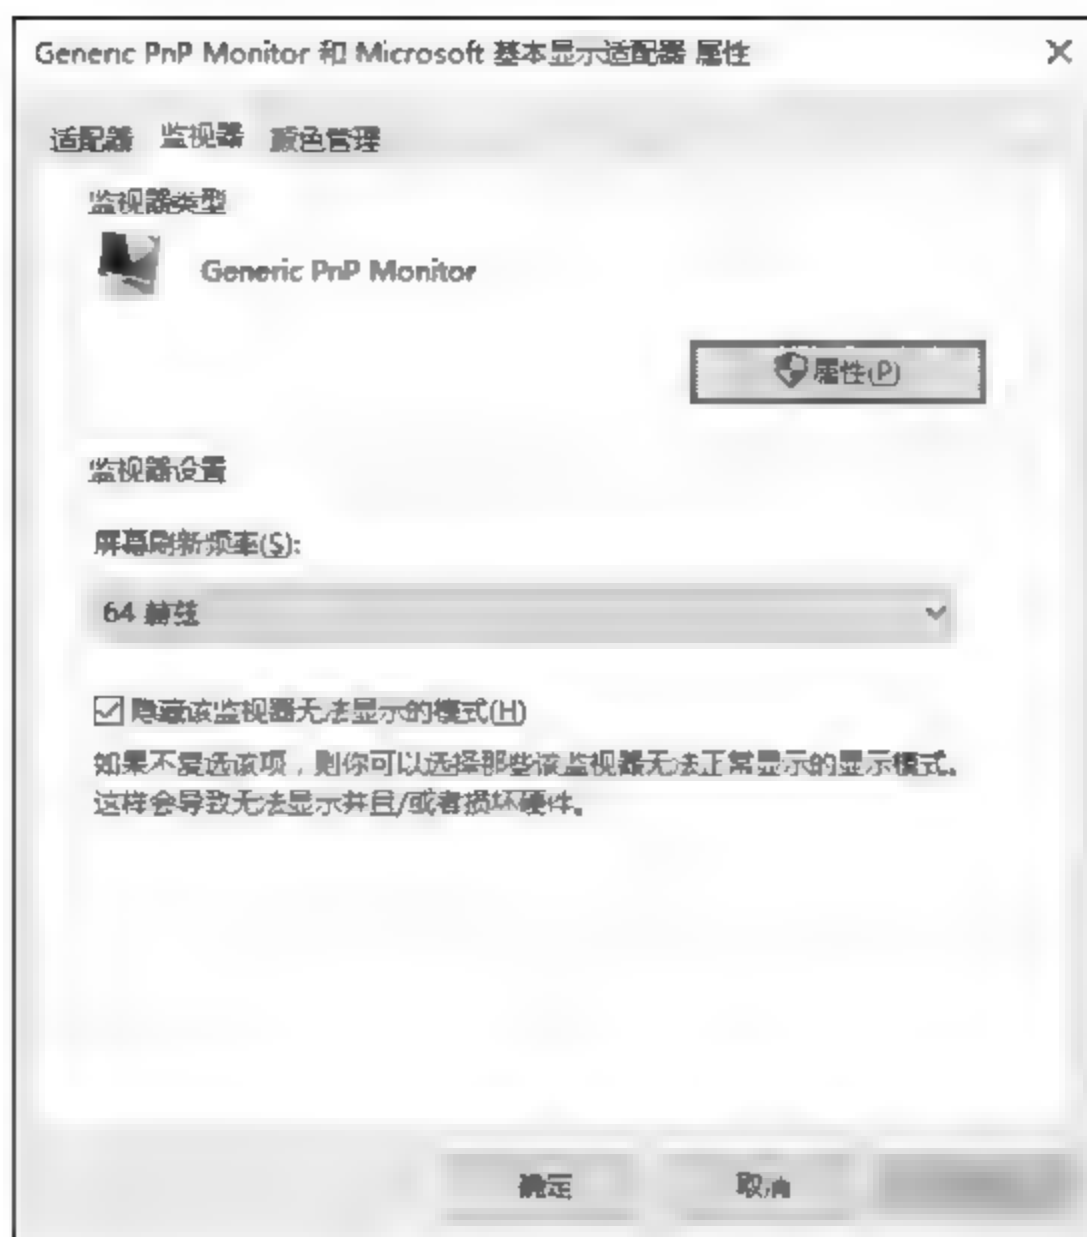 Generic PnP Monitor 和 Microsoft 基本显示适配器 属性
适配器 监视器 颜色管理
监视器类型
Generic PnP Monitor
属性(P)
监视器设置
屏幕刷新频率(S):
64 赫兹
隐藏该监视器无法显示的模式(H)
如果不复选该项，则你可以选择那些该监视器无法正常显示的显示模式。
这样会导致无法显示并且/或者损坏硬件。
确定 取消